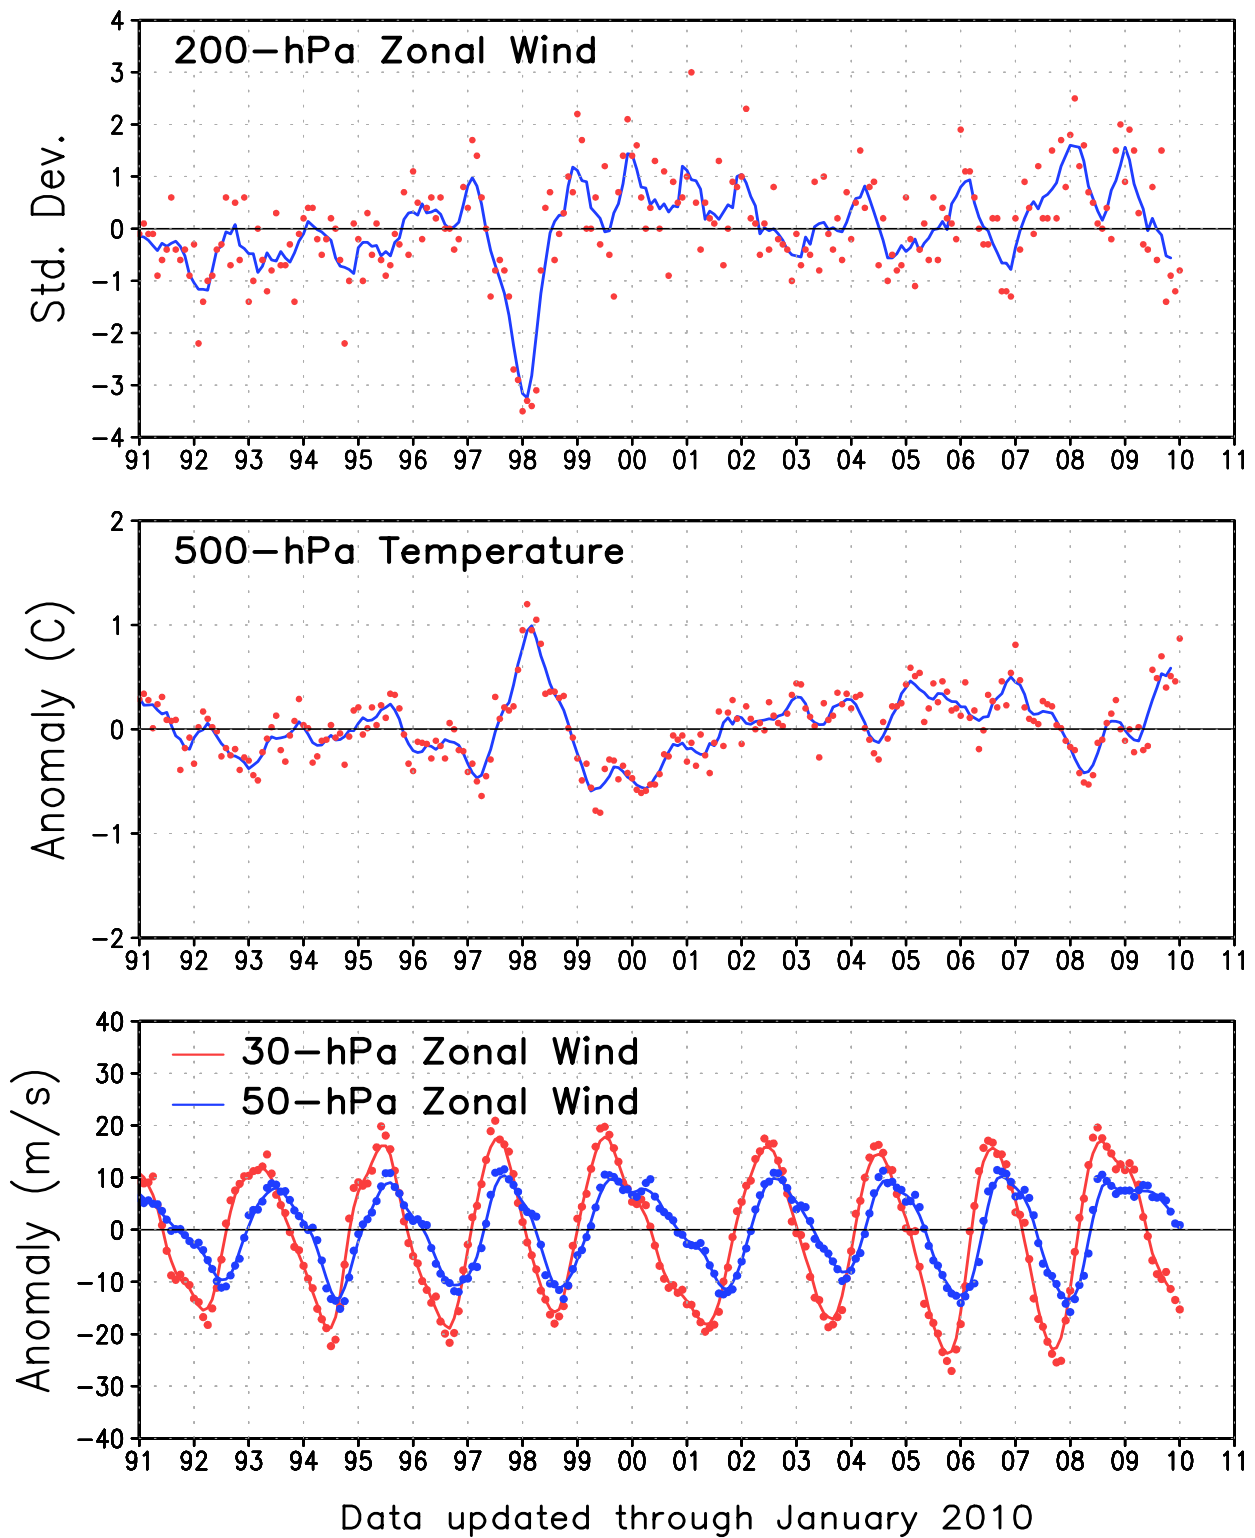 200-hPa Zonal Wind
Std. Dev.
4
3
2
1
0
-1
-2
-3
-4
91 92 93 94 95 96 97 98 99 00 01 02 03 04 05 06 07 08 09 10 11
500-hPa Temperature
Anomaly (C)
2
1
0
-1
-2
91 92 93 94 95 96 97 98 99 00 01 02 03 04 05 06 07 08 09 10 11
30-hPa Zonal Wind
50-hPa Zonal Wind
Anomaly (m/s)
40
30
20
10
0
-10
-20
-30
-40
91 92 93 94 95 96 97 98 99 00 01 02 03 04 05 06 07 08 09 10 11
Data updated through January 2010